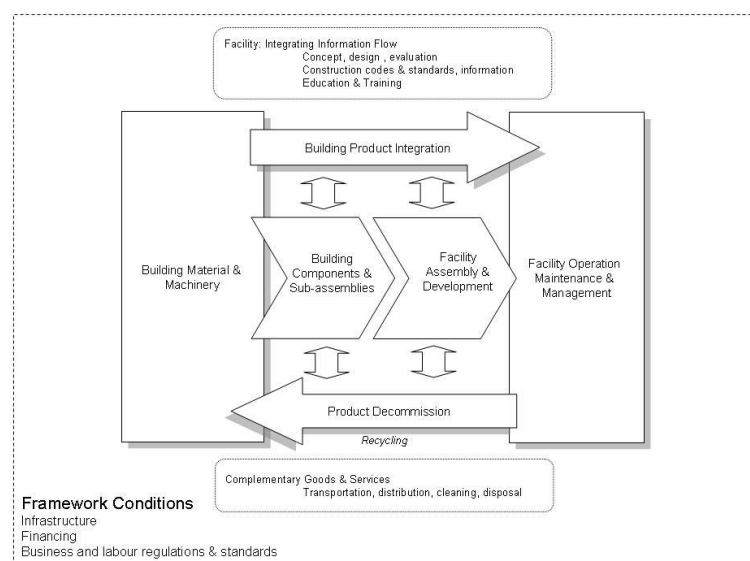 Facility: Integrating Information Flow
Concept, design , evaluation
Construction codes & standards, information
Education & Training
Building Product Integration
Building Material &
Machinery
Building
Components &
Sub-assemblies
Facility
Assembly &
Development
Facility Operation
Maintenance &
Management
Product Decommission
Recycling
Complementary Goods & Services
Transportation, distribution, cleaning, disposal
Framework Conditions
Infrastructure
Financing
Business and labour regulations & standards